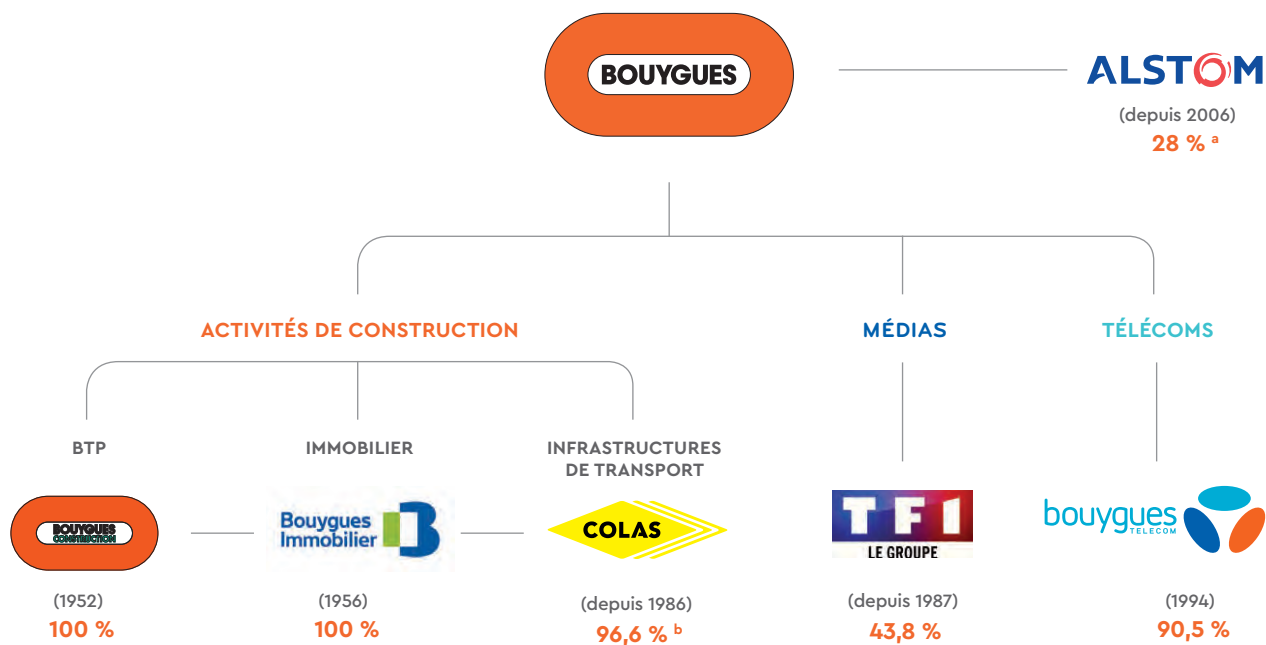 BOUYGUES
ALSTOM
(depuis 2006)
28 % a
ACTIVITÉS DE CONSTRUCTION
MÉDIAS
TÉLÉCOMS
BTP
IMMOBILIER
INFRASTRUCTURES
DE TRANSPORT
BOUYGUES
CONSTRUCTION
Bouygues
Immobilier
COLAS
TF1
LE GROUPE
bouygues
TELECOM
(1952)
100 %
(1956)
100 %
(depuis 1986)
96,6 % b
(depuis 1987)
43,8 %
(1994)
90,5 %